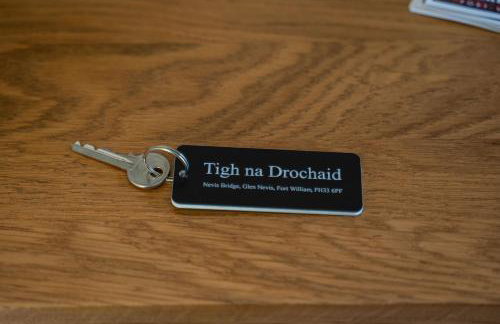 Tigh na Drochaid
Nevis Bridge, Glen Nevis, Fort William, PH33 6PF